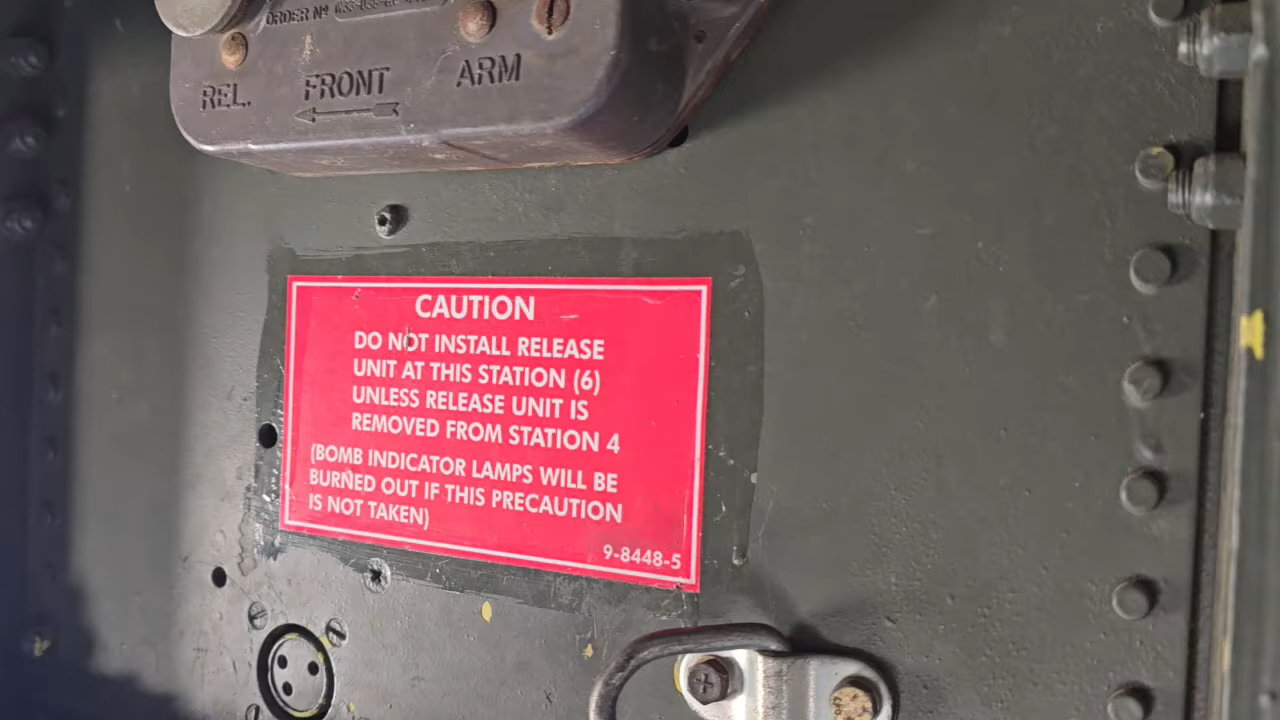 ORDER Nº
REL.
FRONT
ARM
CAUTION
DO NOT INSTALL RELEASE
UNIT AT THIS STATION (6)
UNLESS RELEASE UNIT IS
REMOVED FROM STATION 4
(BOMB INDICATOR LAMPS WILL BE
BURNED OUT IF THIS PRECAUTION
IS NOT TAKEN)
9-8448-5